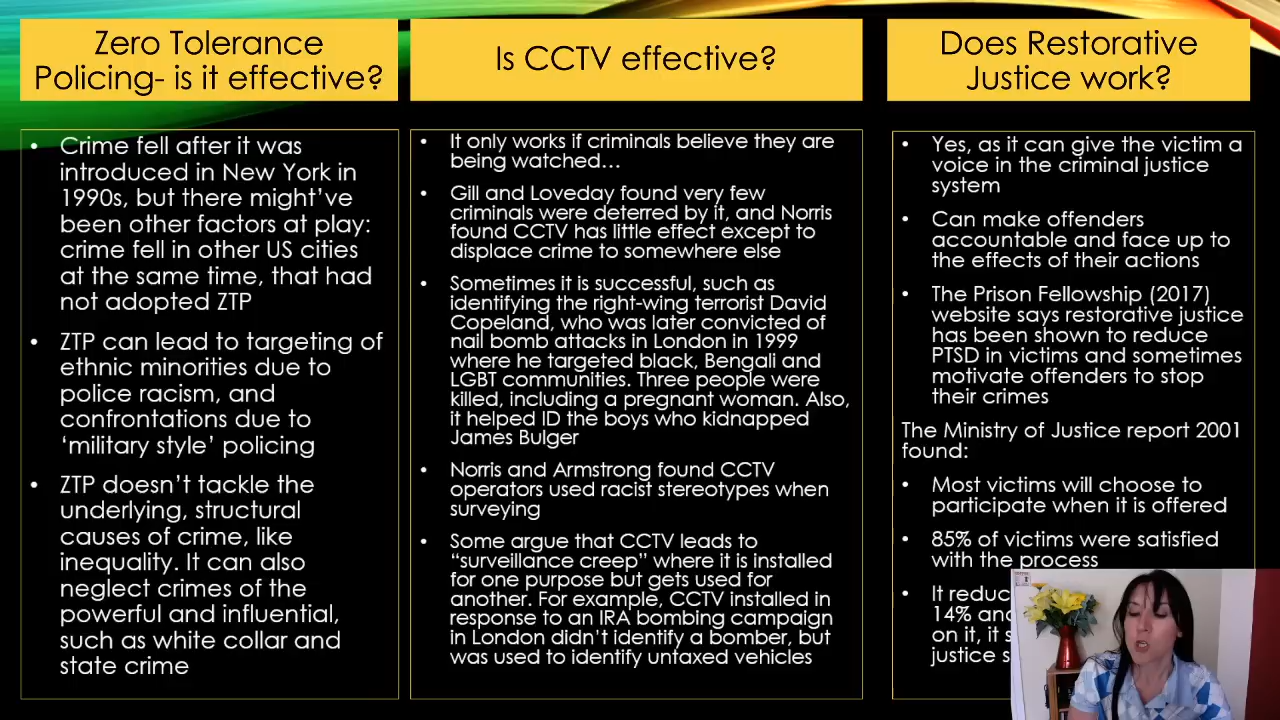 Zero Tolerance
Policing- is it effective?
Crime fell after it was
introduced in New York in
1990s, but there might've
been other factors at play:
crime fell in other US cities
at the same time, that had
not adopted ZTP
ZTP can lead to targeting of
ethnic minorities due to
police racism, and
confrontations due to
'military style' policing
ZTP doesn't tackle the
underlying, structural
causes of crime, like
inequality. It can also
neglect crimes of the
powerful and influential,
such as white collar and
state crime
Is CCTV effective?
It only works if criminals believe they are
being watched...
Gill and Loveday found very few
criminals were deterred by it, and Norris
found CCTV has little effect except to
displace crime to somewhere else
Sometimes it is successful, such as
identifying the right-wing terrorist David
Copeland, who was later convicted of
nail bomb attacks in London in 1999
where he targeted black, Bengali and
LGBT communities. Three people were
killed, including a pregnant woman. Also,
it helped ID the boys who kidnapped
James Bulger
Norris and Armstrong found CCTV
operators used racist stereotypes when
surveying
Some argue that CCTV leads to
"surveillance creep" where it is installed
for one purpose but gets used for
another. For example, CCTV installed in
response to an IRA bombing campaign
in London didn't identify a bomber, but
was used to identify untaxed vehicles
Does Restorative
Justice work?
Yes, as it can give the victim a
voice in the criminal justice
system
Can make offenders
accountable and face up to
the effects of their actions
The Prison Fellowship (2017)
website says restorative justice
has been shown to reduce
PTSD in victims and sometimes
motivate offenders to stop
their crimes
The Ministry of Justice report 2001
found:
Most victims will choose to
participate when it is offered
85% of victims were satisfied
with the process
It
14%
on it, it
justice